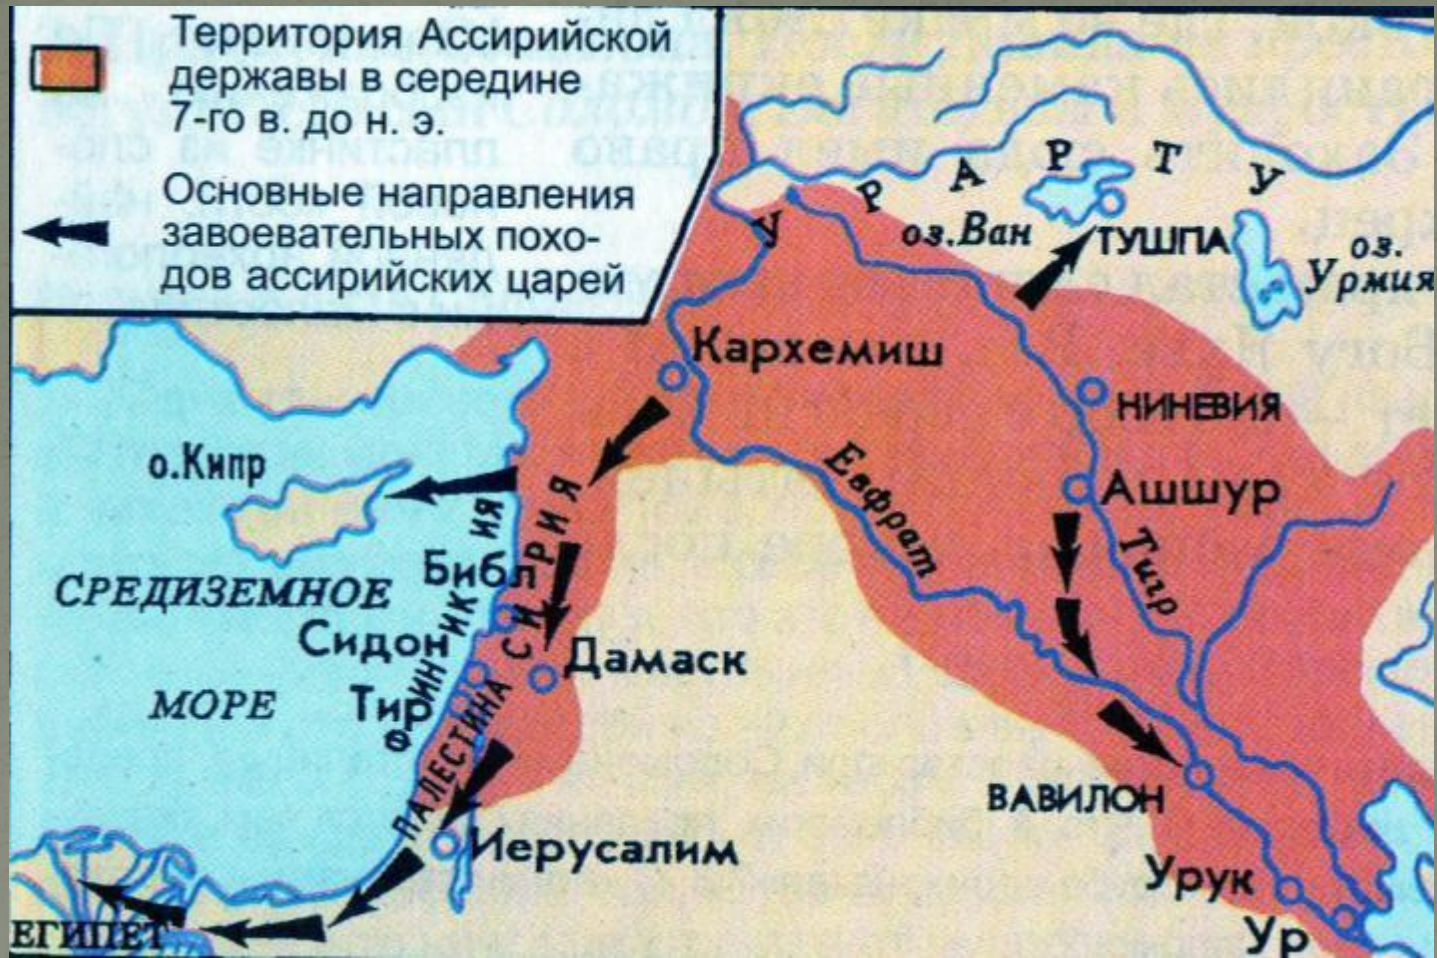 Территория Ассирийской
державы в середине
7-го в. до н. э.
Основные направления
завоевательных похо-
дов ассирийских царей
УРАРТУ
оз.Ван
ТУШПА
оз.
Урмия
Кархемиш
НИНЕВИЯ
о.Кипр
Ашшур
Евфрат
Тигр
СИРИЯ
ФИНИКИЯ
Библ
СРЕДИЗЕМНОЕ
МОРЕ
Сидон
Дамаск
Тир
ПАЛЕСТИНА
ВАВИЛОН
Иерусалим
Урук
ЕГИПЕТ
Ур